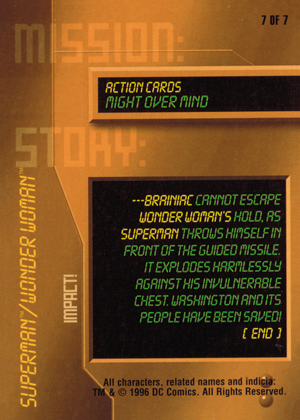 7 OF 7
MISSION:
ACTION CARDS
MIGHT OVER MIND
STORY:
---BRAINIAC CANNOT ESCAPE
WONDER WOMAN'S HOLD, AS
SUPERMAN THROWS HIMSELF IN
FRONT OF THE GUIDED MISSILE.
IT EXPLODES HARMLESSLY
AGAINST HIS INVULNERABLE
CHEST. WASHINGTON AND ITS
PEOPLE HAVE BEEN SAVED!
( END )
SUPERMAN™/WONDER WOMAN™
IMPACT!
All characters, related names and indicia:
TM & © 1996 DC Comics. All Rights Reserved.